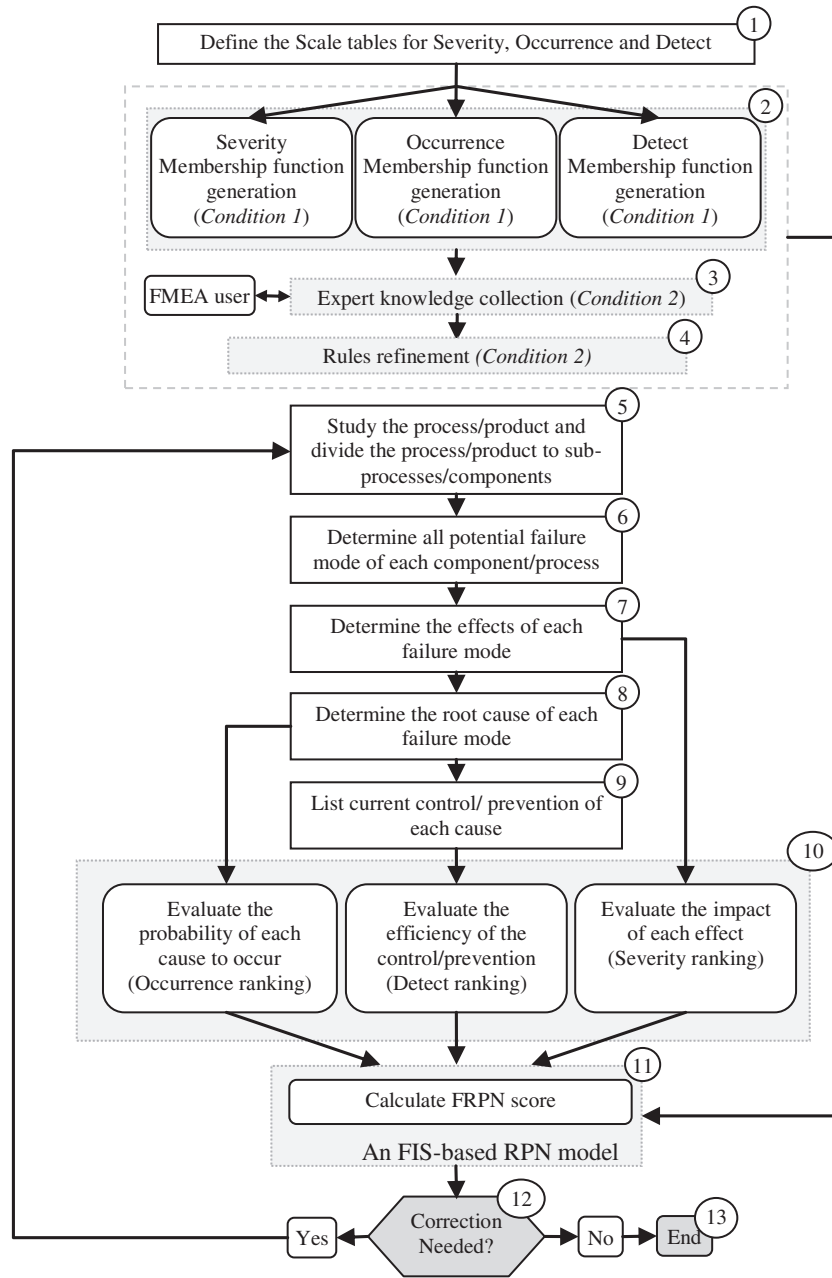 1
Define the Scale tables for Severity, Occurrence and Detect
2
Severity
Membership function
generation
(Condition 1)
Occurrence
Membership function
generation
(Condition 1)
Detect
Membership function
generation
(Condition 1)
3
FMEA user
Expert knowledge collection (Condition 2)
4
Rules refinement (Condition 2)
5
Study the process/product and
divide the process/product to sub-
processes/components
6
Determine all potential failure
mode of each component/process
7
Determine the effects of each
failure mode
8
Determine the root cause of each
failure mode
9
List current control/ prevention of
each cause
10
Evaluate the
probability of each
cause to occur
(Occurrence ranking)
Evaluate the
efficiency of the
control/prevention
(Detect ranking)
Evaluate the impact
of each effect
(Severity ranking)
11
Calculate FRPN score
An FIS-based RPN model
12
Correction
Needed?
Yes
No
End
13